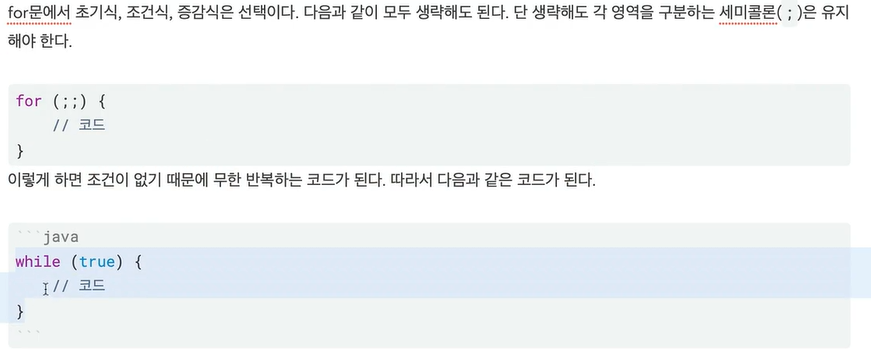 for문에서 초기식, 조건식, 증감식은 선택이다. 다음과 같이 모두 생략해도 된다. 단 생략해도 각 영역을 구분하는 세미콜론( ; )은 유지
해야 한다.
for (;;) {
    // 코드
}
이렇게 하면 조건이 없기 때문에 무한 반복하는 코드가 된다. 따라서 다음과 같은 코드가 된다.
```java
while (true) {
    // 코드
}
```